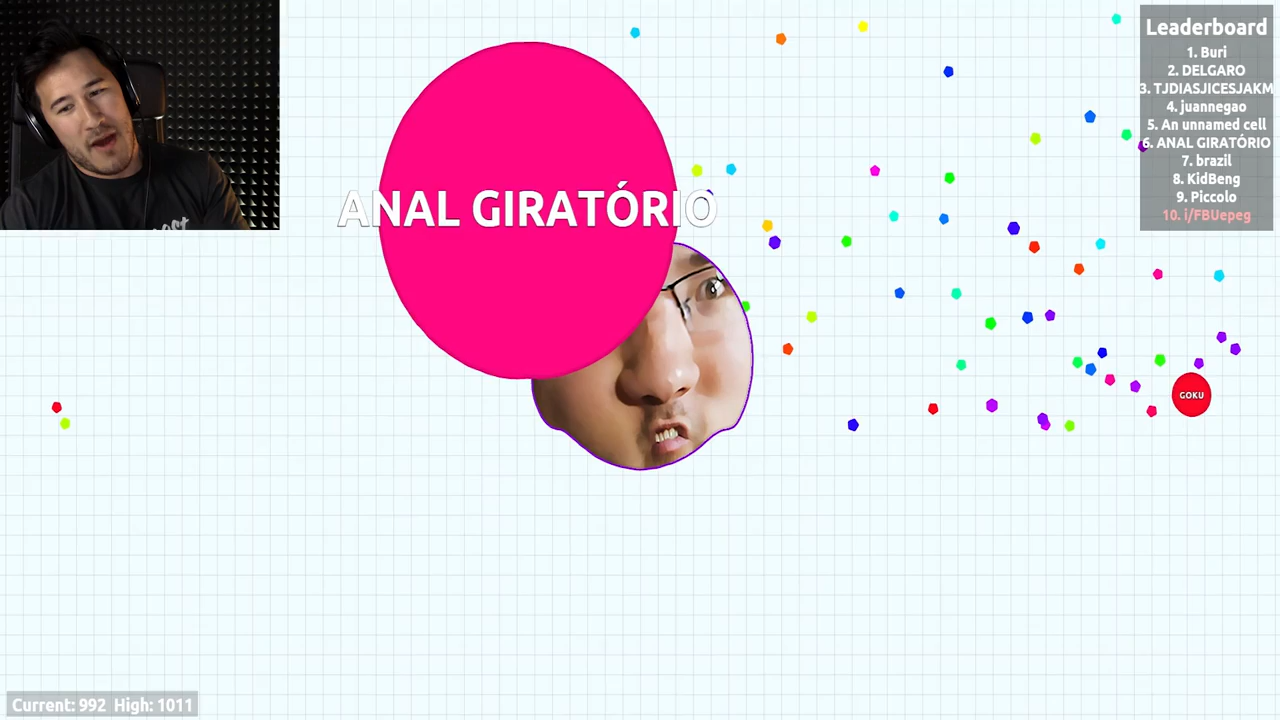 Leaderboard
1. Buri
2. DELGARO
3. TJDIASJICESJAKM
4. juannegao
5. An unnamed cell
6. ANAL GIRATÓRIO
7. brazil
8. KidBeng
9. Piccolo
10. i/FBUepeg
ANAL GIRATÓRIO
GOKU
Current: 992 High: 1011